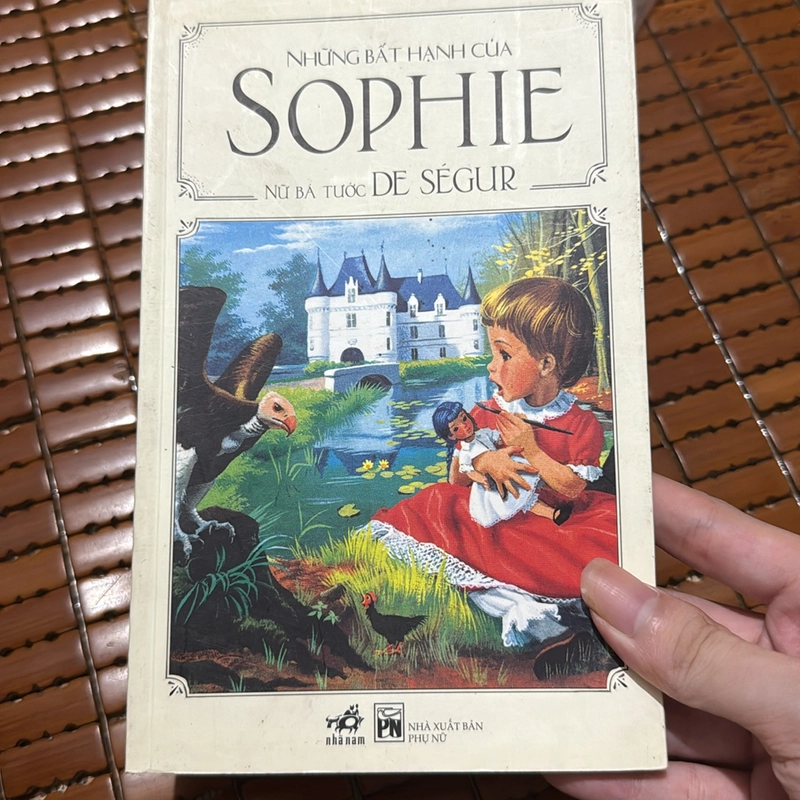 NHỮNG BẤT HẠNH CỦA
SOPHIE
NỮ BÁ TƯỚC DE SÉGUR
nhã nam
PN
NHÀ XUẤT BẢN
PHỤ NỮ